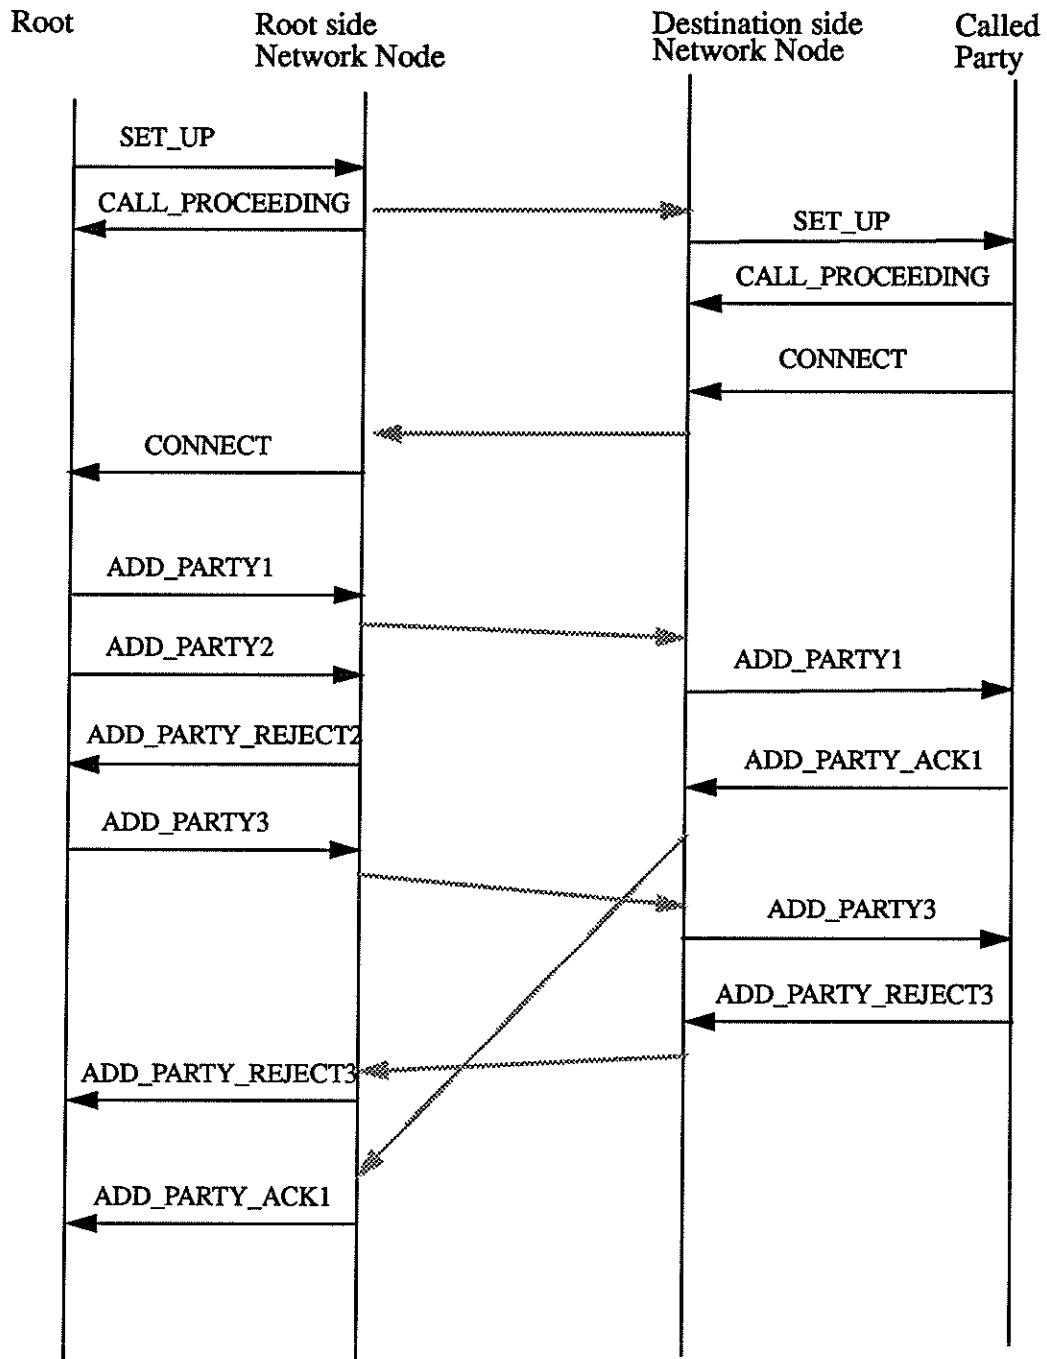 Root
Root side
Network Node
Destination side
Network Node
Called
Party
SET_UP
CALL_PROCEEDING
SET_UP
CALL_PROCEEDING
CONNECT
CONNECT
ADD_PARTY1
ADD_PARTY2
ADD_PARTY1
ADD_PARTY_REJECT2
ADD_PARTY_ACK1
ADD_PARTY3
ADD_PARTY3
ADD_PARTY_REJECT3
ADD_PARTY_REJECT3
ADD_PARTY_ACK1